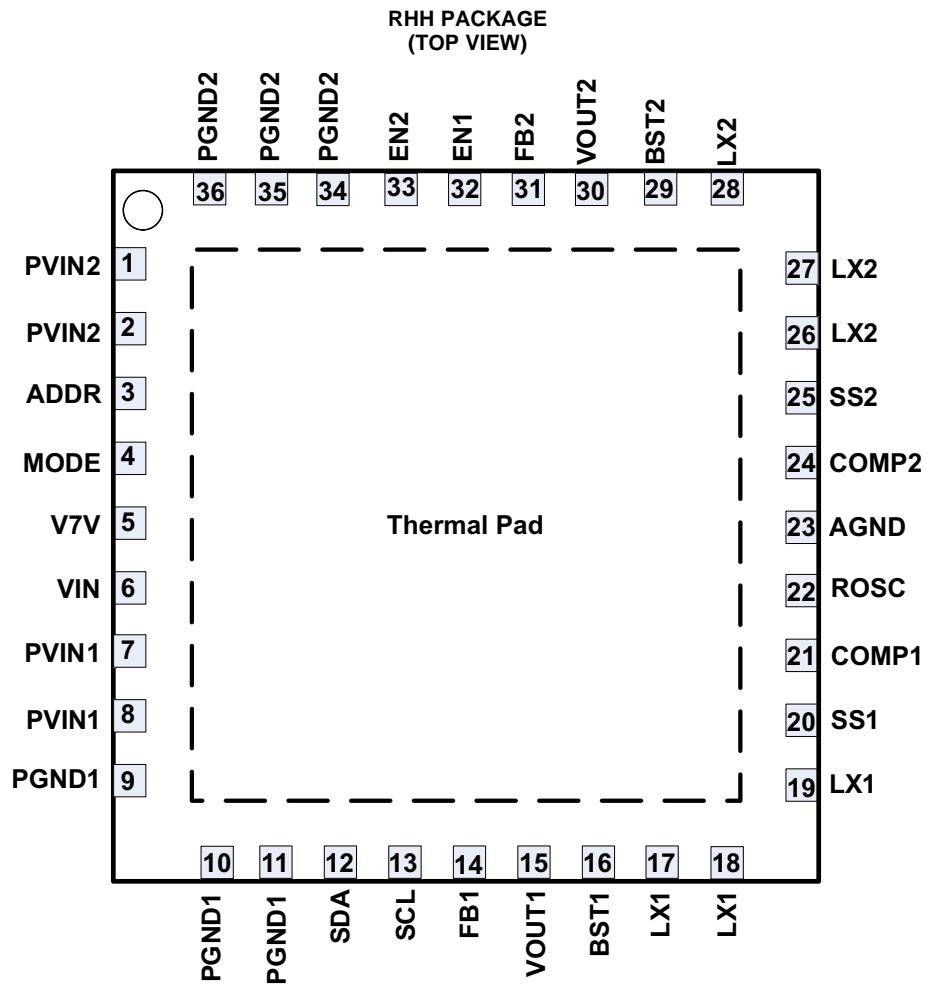 RHH PACKAGE
(TOP VIEW)
PGND2
PGND2
PGND2
EN2
EN1
FB2
VOUT2
BST2
LX2
36
35
34
33
32
31
30
29
28
PVIN2 1
PVIN2 2
ADDR 3
MODE 4
V7V 5
VIN 6
PVIN1 7
PVIN1 8
PGND1 9
Thermal Pad
27 LX2
26 LX2
25 SS2
24 COMP2
23 AGND
22 ROSC
21 COMP1
20 SS1
19 LX1
10
11
12
13
14
15
16
17
18
PGND1
PGND1
SDA
SCL
FB1
VOUT1
BST1
LX1
LX1